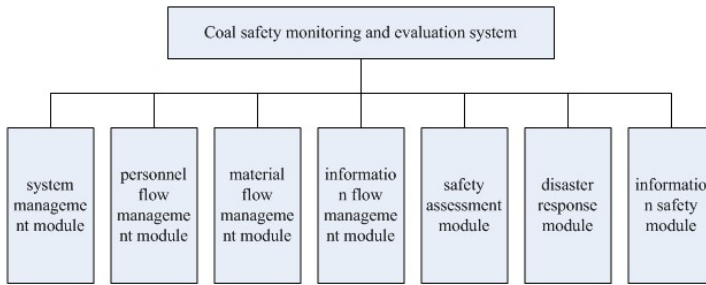 Coal safety monitoring and evaluation system
system
manageme
nt module
personnel
flow
manageme
nt module
material
flow
manageme
nt module
informatio
n flow
manageme
nt module
safety
assessment
module
disaster
response
module
informatio
n safety
module